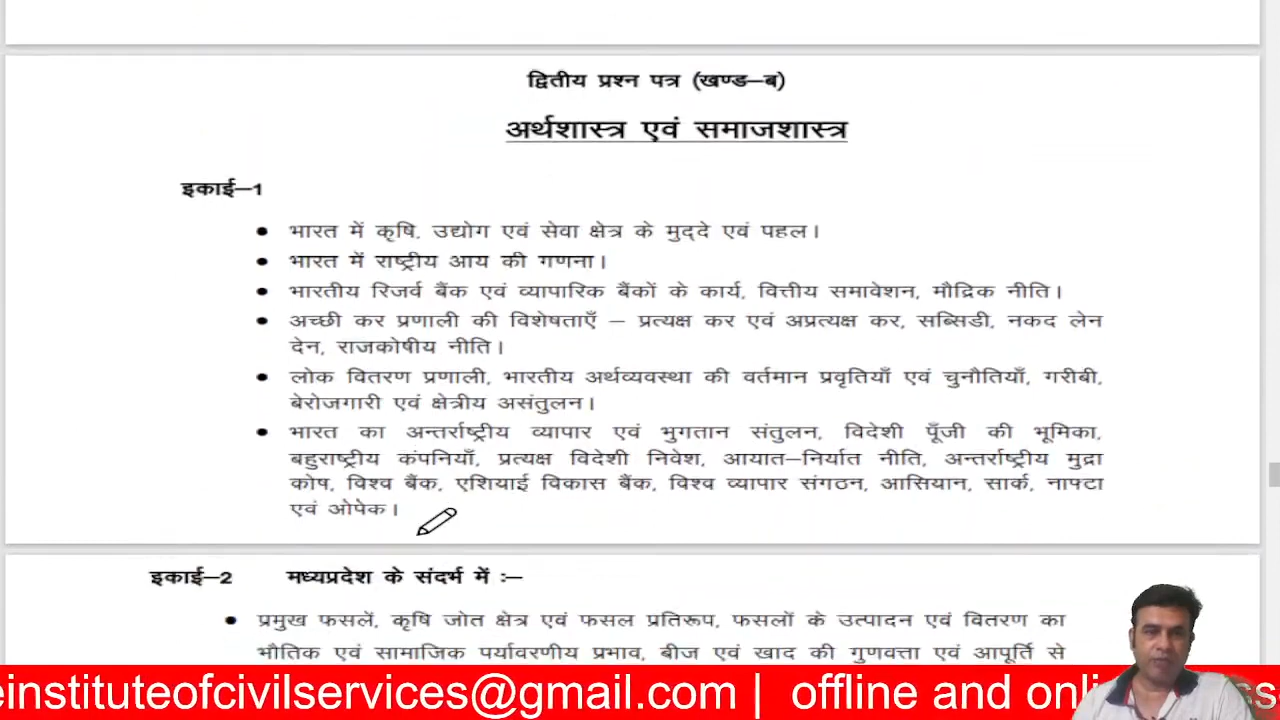 द्वितीय प्रश्न पत्र (खण्ड–ब)
अर्थशास्त्र एवं समाजशास्त्र
इकाई–1
● भारत में कृषि, उद्योग एवं सेवा क्षेत्र के मुद्दे एवं पहल।
● भारत में राष्ट्रीय आय की गणना।
● भारतीय रिजर्व बैंक एवं व्यापारिक बैंकों के कार्य, वित्तीय समावेशन, मौद्रिक नीति।
● अच्छी कर प्रणाली की विशेषताएँ – प्रत्यक्ष कर एवं अप्रत्यक्ष कर, सब्सिडी, नकद लेन
देन, राजकोषीय नीति।
● लोक वितरण प्रणाली, भारतीय अर्थव्यवस्था की वर्तमान प्रवृतियाँ एवं चुनौतियाँ, गरीबी,
बेरोजगारी एवं क्षेत्रीय असंतुलन।
● भारत का अन्तर्राष्ट्रीय व्यापार एवं भुगतान संतुलन, विदेशी पूँजी की भूमिका,
बहुराष्ट्रीय कंपनियाँ, प्रत्यक्ष विदेशी निवेश, आयात–निर्यात नीति, अन्तर्राष्ट्रीय मुद्रा
कोष, विश्व बैंक, एशियाई विकास बैंक, विश्व व्यापार संगठन, आसियान, सार्क, नाफ्टा
एवं ओपेक।
इकाई–2 मध्यप्रदेश के संदर्भ में :–
● प्रमुख फसलें, कृषि जोत क्षेत्र एवं फसल प्रतिरूप, फसलों के उत्पादन एवं वितरण का
भौतिक एवं सामाजिक पर्यावरणीय प्रभाव, बीज एवं खाद की गुणवत्ता एवं आपूर्ति से
einstituteofcivilservices@gmail.com | offline and onli